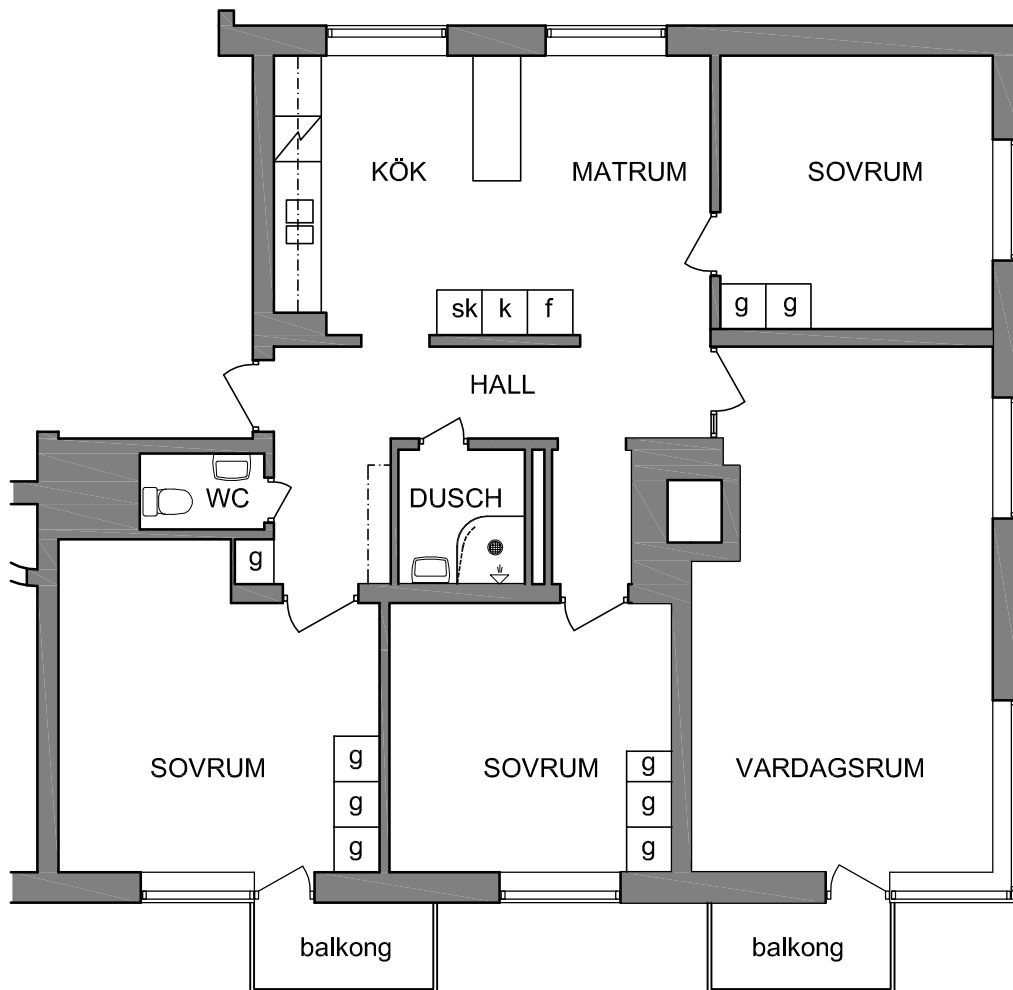 KÖK
MATRUM
SOVRUM
sk k f
g g
HALL
WC
DUSCH
g
SOVRUM
g
g
g
SOVRUM
g
g
g
VARDAGSRUM
balkong
balkong